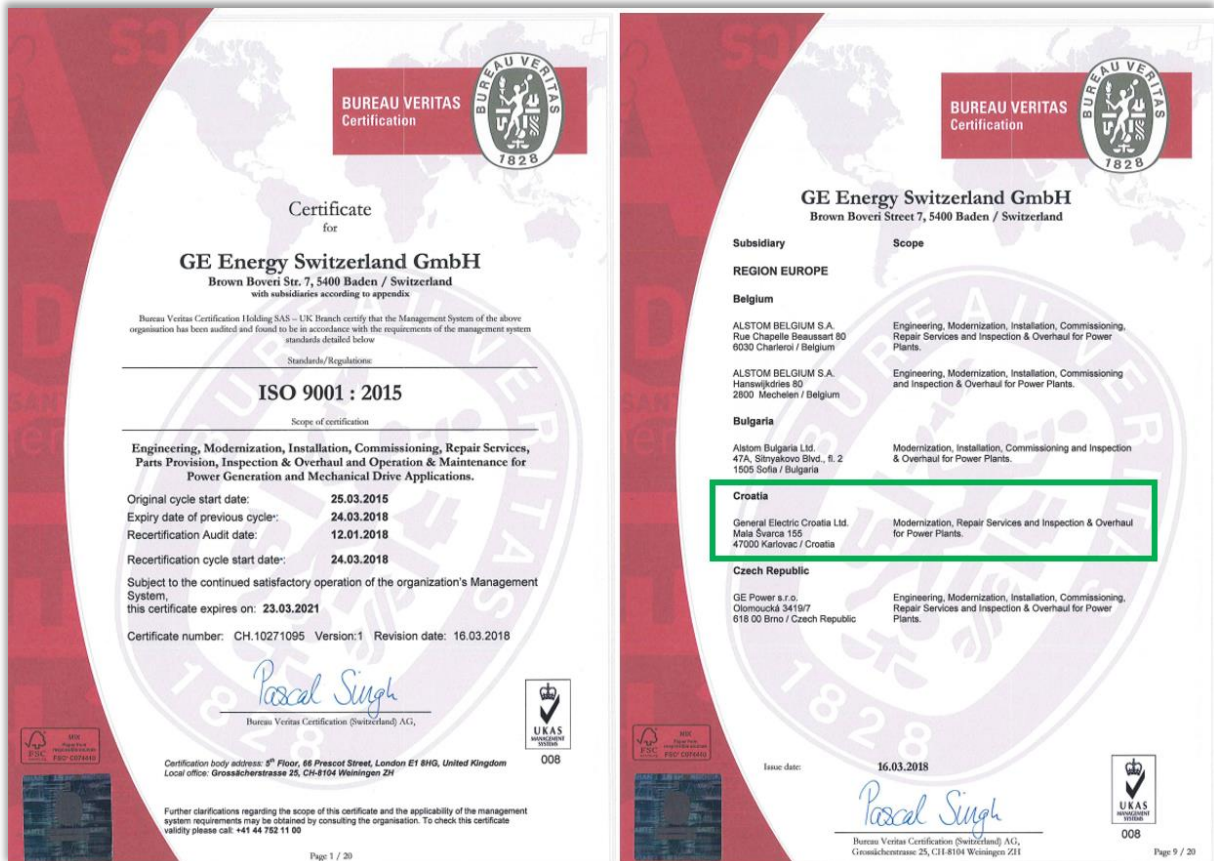 BUREAU VERITAS
Certification
BUREAU VERITAS
1828
Certificate
for
GE Energy Switzerland GmbH
Brown Boveri Str. 7, 5400 Baden / Switzerland
with subsidiaries according to appendix
Bureau Veritas Certification Holding SAS – UK Branch certify that the Management System of the above
organisation has been audited and found to be in accordance with the requirements of the management system
standards detailed below
Standards/Regulations:
ISO 9001 : 2015
Scope of certification
Engineering, Modernization, Installation, Commissioning, Repair Services,
Parts Provision, Inspection & Overhaul and Operation & Maintenance for
Power Generation and Mechanical Drive Applications.
Original cycle start date: 25.03.2015
Expiry date of previous cycle: 24.03.2018
Recertification Audit date: 12.01.2018
Recertification cycle start date: 24.03.2018
Subject to the continued satisfactory operation of the organization's Management
System,
this certificate expires on: 23.03.2021
Certificate number: CH.10271095 Version:1 Revision date: 16.03.2018
Pascal Singh
Bureau Veritas Certification (Switzerland) AG,
UKAS
MANAGEMENT
SYSTEMS
008
FSC
MIX
FSC® C074410
Certification body address: 5th Floor, 66 Prescot Street, London E1 8HG, United Kingdom
Local office: Grossächerstrasse 25, CH-8104 Weiningen ZH
Further clarifications regarding the scope of this certificate and the applicability of the management
system requirements may be obtained by consulting the organisation. To check this certificate
validity please call: +41 44 752 11 00
Page 1 / 20
BUREAU VERITAS
Certification
BUREAU VERITAS
1828
GE Energy Switzerland GmbH
Brown Boveri Street 7, 5400 Baden / Switzerland
Subsidiary Scope
REGION EUROPE
Belgium
ALSTOM BELGIUM S.A. Engineering, Modernization, Installation, Commissioning,
Rue Chapelle Beaussart 80 Repair Services and Inspection & Overhaul for Power
6030 Charleroi / Belgium Plants.
ALSTOM BELGIUM S.A. Engineering, Modernization, Installation, Commissioning
Hanswijkdries 80 and Inspection & Overhaul for Power Plants.
2800 Mechelen / Belgium
Bulgaria
Alstom Bulgaria Ltd. Modernization, Installation, Commissioning and Inspection
47A, Sitnyakovo Blvd., fl. 2 & Overhaul for Power Plants.
1505 Sofia / Bulgaria
Croatia
General Electric Croatia Ltd. Modernization, Repair Services and Inspection & Overhaul
Mala Švarca 155 for Power Plants.
47000 Karlovac / Croatia
Czech Republic
GE Power s.r.o. Engineering, Modernization, Installation, Commissioning,
Olomoucká 3419/7 Repair Services and Inspection & Overhaul for Power
618 00 Brno / Czech Republic Plants.
Issue date: 16.03.2018
Pascal Singh
Bureau Veritas Certification (Switzerland) AG,
Grossächerstrasse 25, CH-8104 Weiningen ZH
FSC
MIX
FSC® C074410
UKAS
MANAGEMENT
SYSTEMS
008
Page 9 / 20